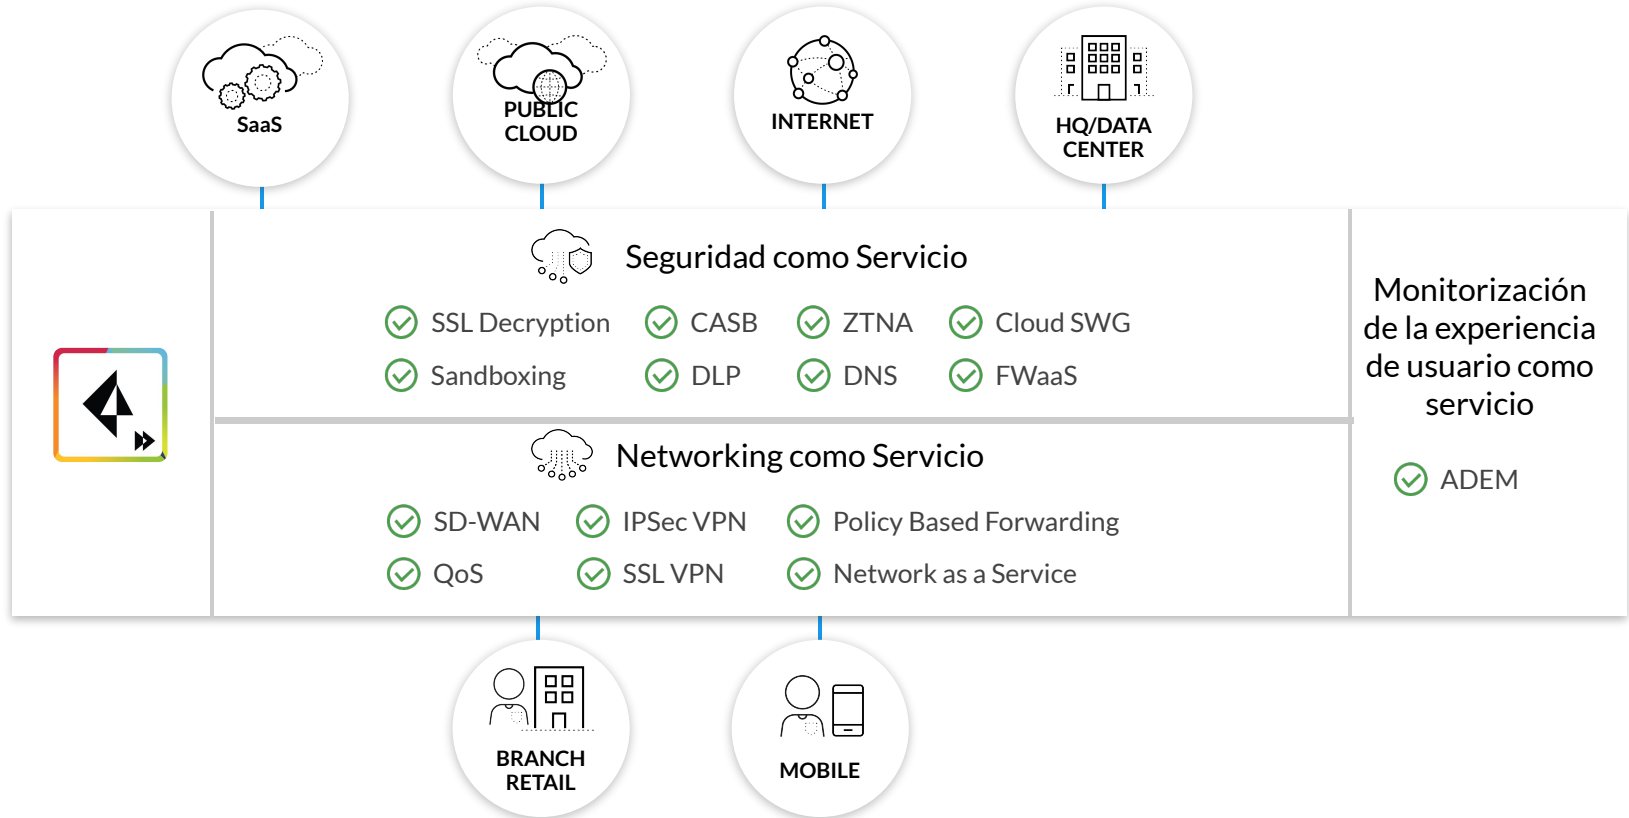 SaaS
PUBLIC
CLOUD
INTERNET
HQ/DATA
CENTER
Seguridad como Servicio
SSL Decryption
CASB
ZTNA
Cloud SWG
Sandboxing
DLP
DNS
FWaaS
Networking como Servicio
SD-WAN
IPSec VPN
Policy Based Forwarding
QoS
SSL VPN
Network as a Service
Monitorización
de la experiencia
de usuario como
servicio
ADEM
BRANCH
RETAIL
MOBILE